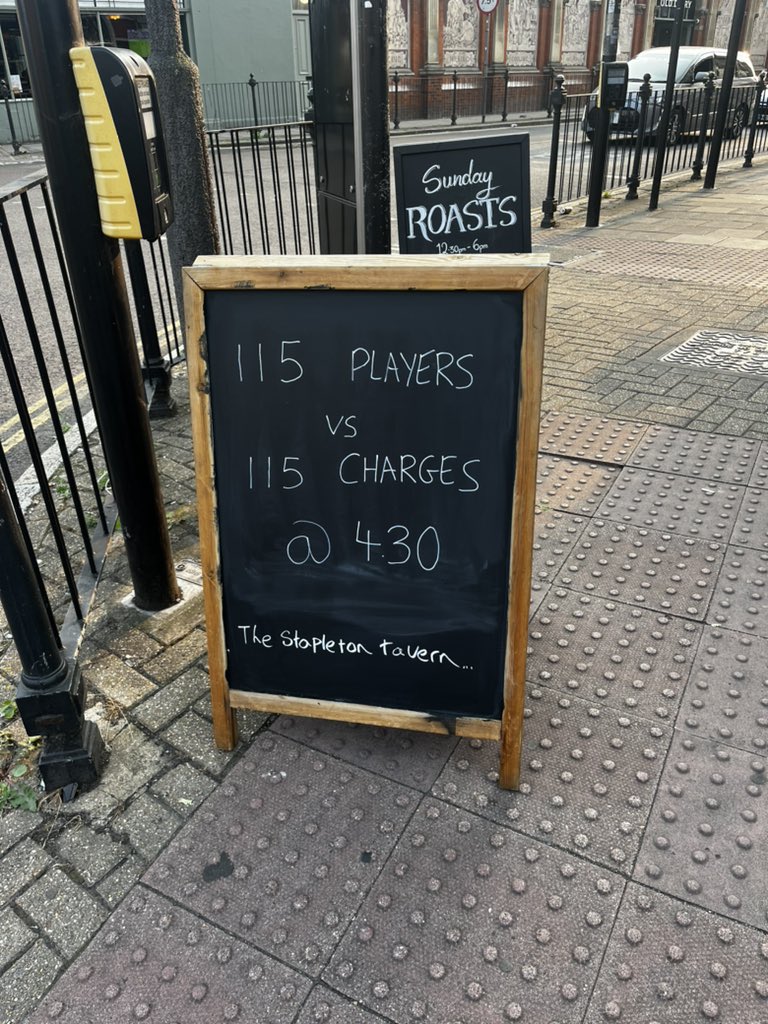 Sunday
ROASTS
12:30pm - 6pm
115 PLAYERS
VS
115 CHARGES
@ 4.30
The Stapleton tavern...